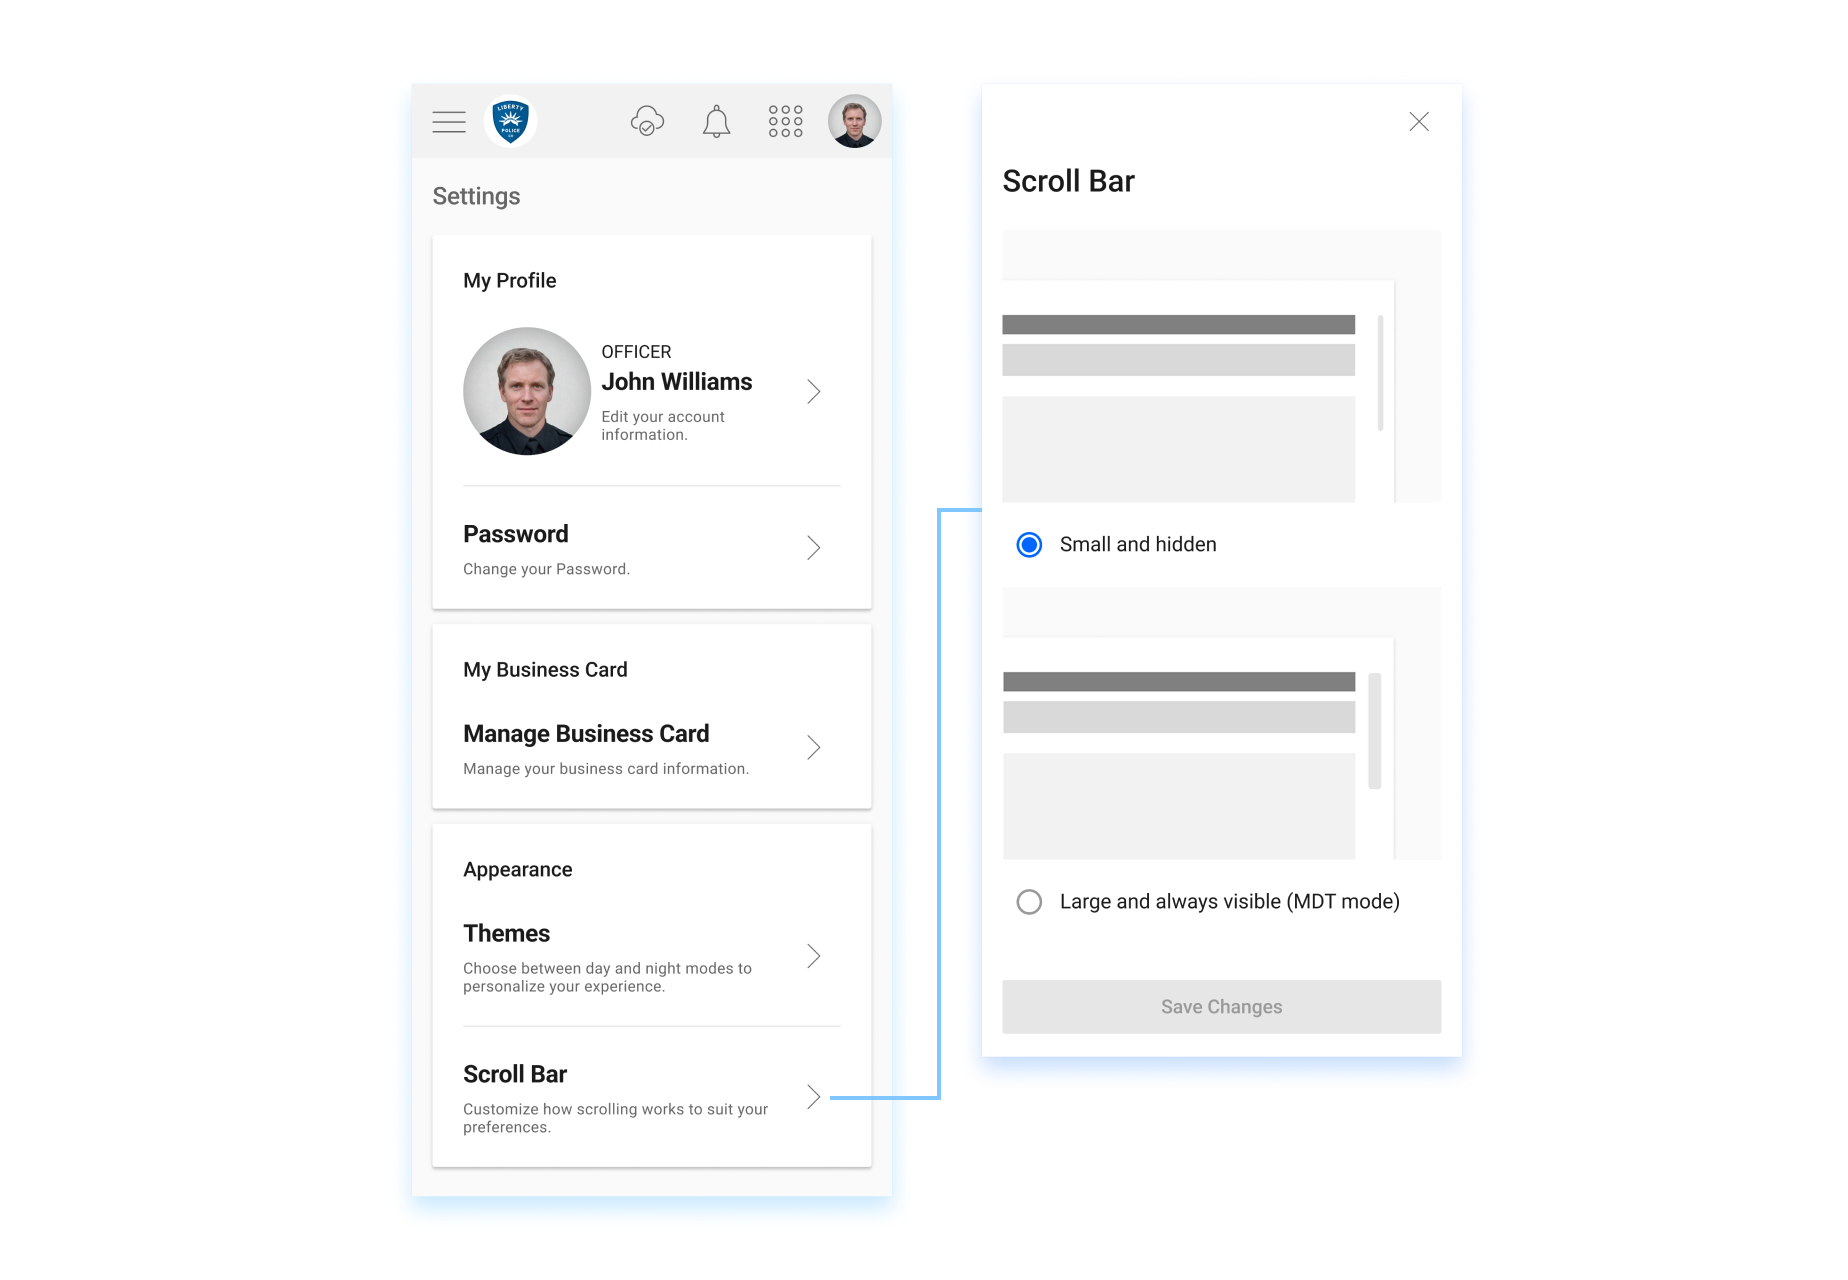 LIBERTY
POLICE
CO
Settings
My Profile
OFFICER
John Williams
Edit your account
information.
Password
Change your Password.
My Business Card
Manage Business Card
Manage your business card information.
Appearance
Themes
Choose between day and night modes to
personalize your experience.
Scroll Bar
Customize how scrolling works to suit your
preferences.
Scroll Bar
Small and hidden
Large and always visible (MDT mode)
Save Changes